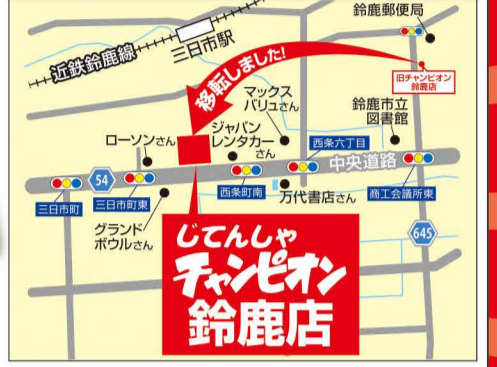 鈴鹿郵便局
三日市駅
近鉄鈴鹿線
移転しました!
旧チャンピオン
鈴鹿店
マックス
バリュさん
鈴鹿市立
図書館
ジャパン
レンタカー
さん
ローソンさん
西条六丁目
中央道路
54
三日市町
三日市町東
西条町南
万代書店さん
商工会議所東
グランド
ボウルさん
645
じてんしゃ
チャンピオン
鈴鹿店